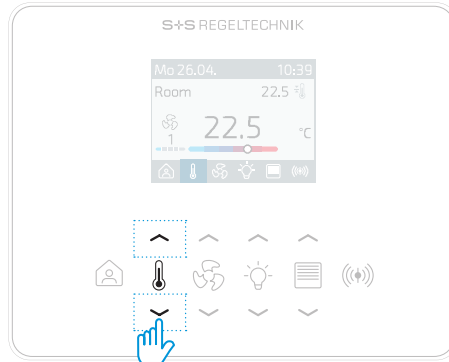 S+S REGELTECHNIK
Mo 26.04. 10:39
Room 22.5
22.5 °C
1